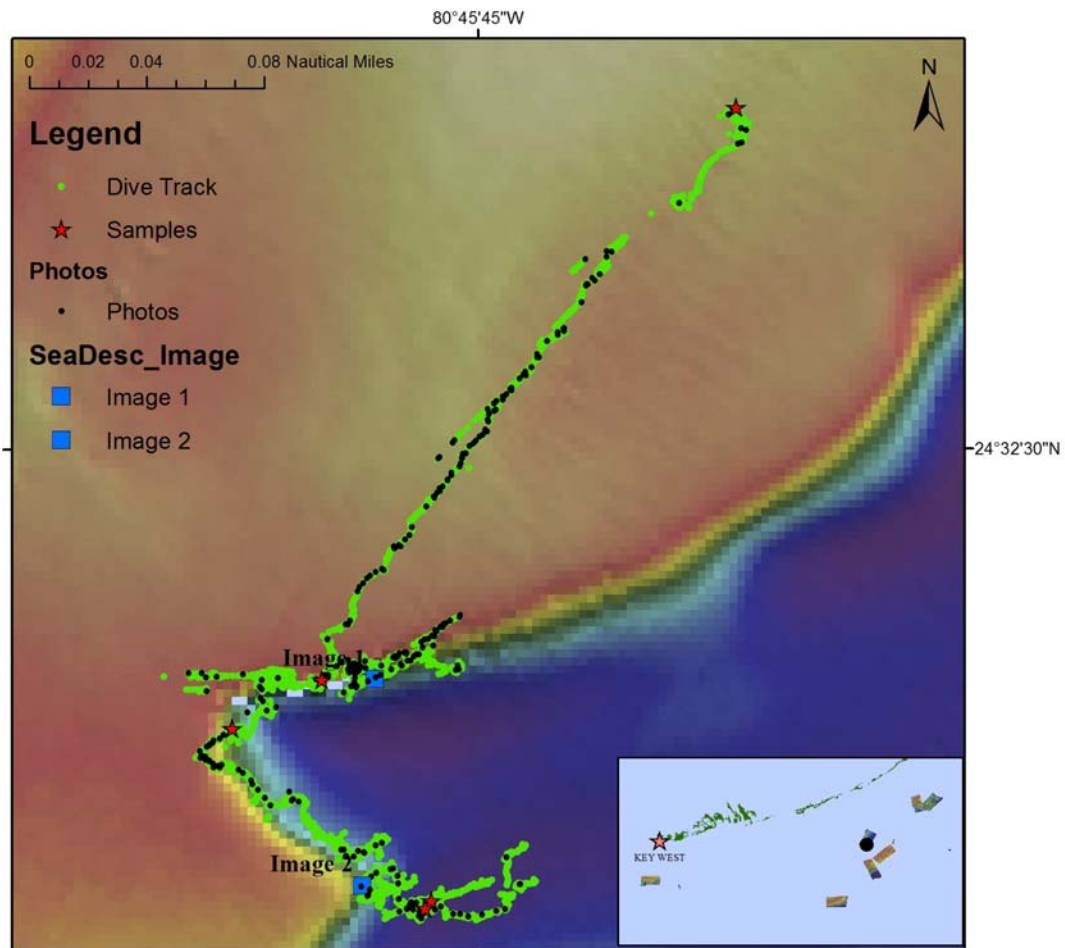 80°45'45"W
0 0.02 0.04 0.08 Nautical Miles
N
Legend
Dive Track
Samples
Photos
Photos
SeaDesc_Image
Image 1
Image 2
24°32'30"N
Image 1
Image 2
KEY WEST